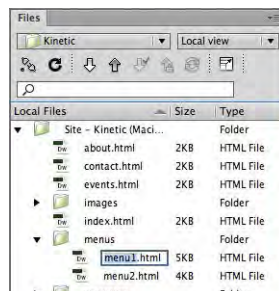 Files
Kinetic Local view
Local Files Size Type
Site – Kinetic (Maci... Folder
about.html 2KB HTML File
contact.html 2KB HTML File
events.html 2KB HTML File
images Folder
index.html 2KB HTML File
menus Folder
menu1.html 5KB HTML File
menu2.html 4KB HTML File